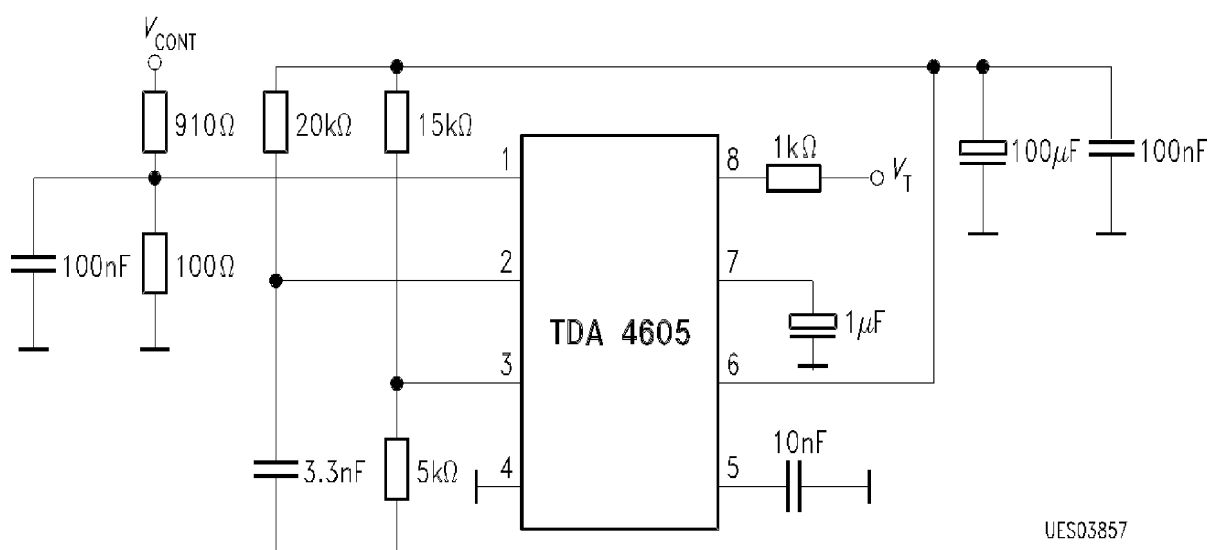 V_CONT
910Ω
20kΩ
15kΩ
1
8
1kΩ
V_T
100μF
100nF
100nF
100Ω
2
7
TDA 4605
1μF
3
6
3.3nF
5kΩ
4
5
10nF
UES03857